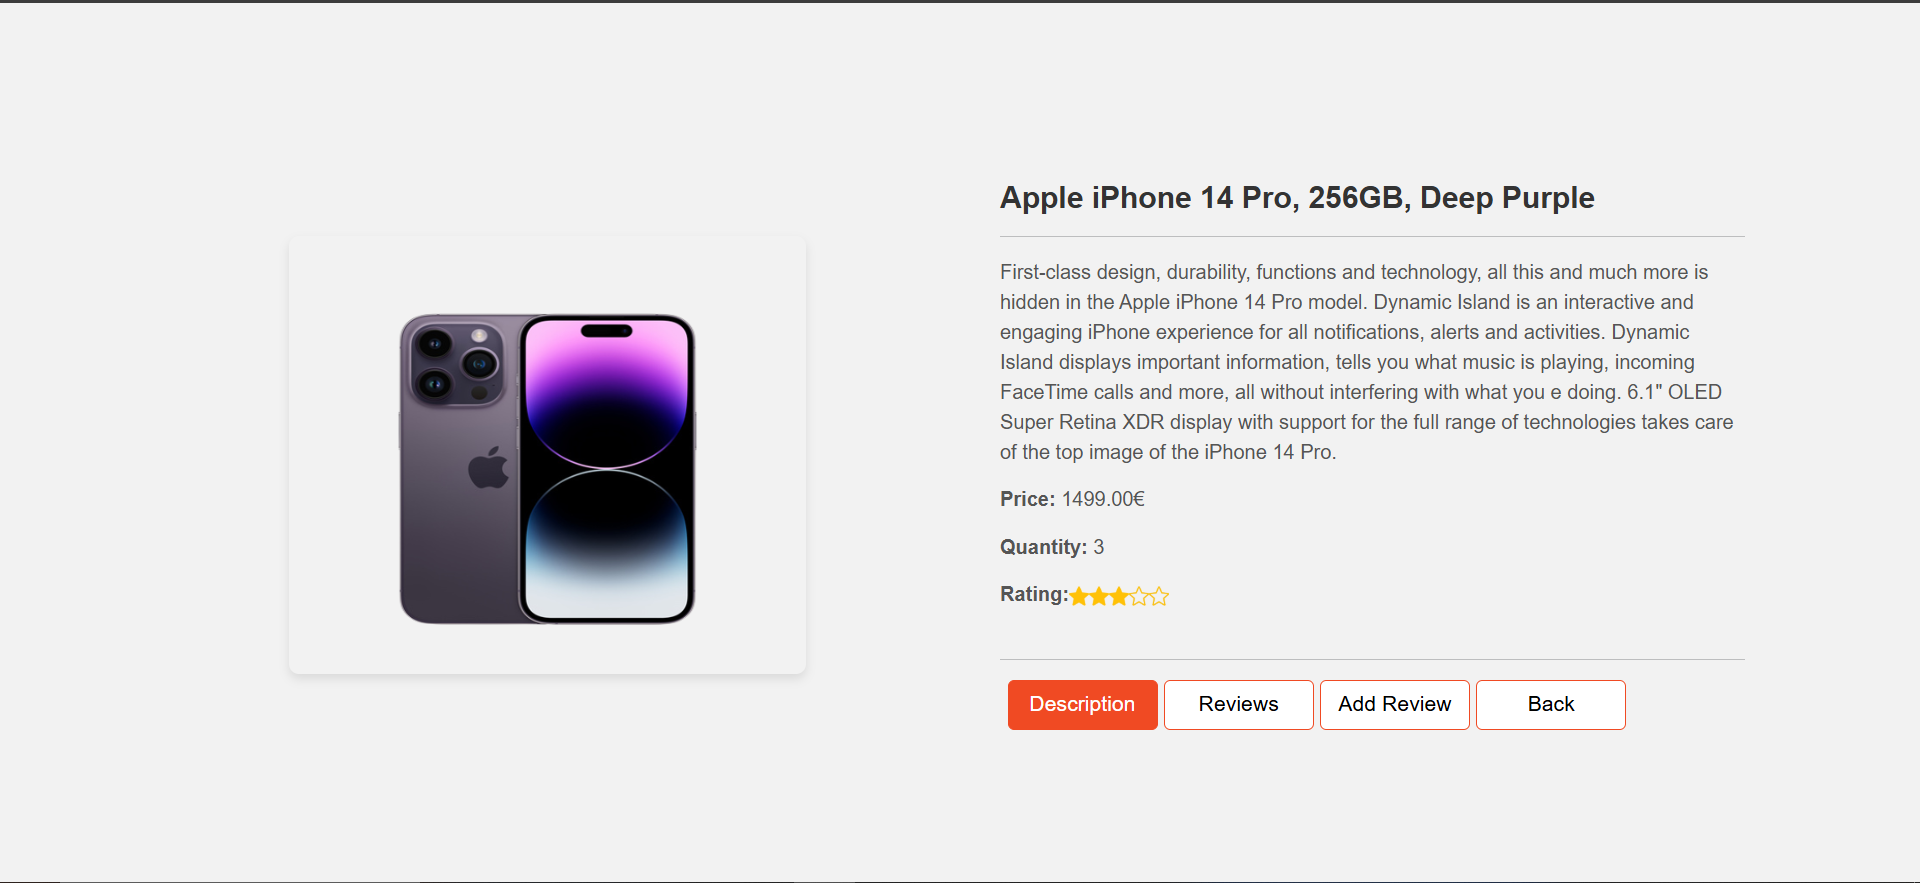 Apple iPhone 14 Pro, 256GB, Deep Purple
First-class design, durability, functions and technology, all this and much more is
hidden in the Apple iPhone 14 Pro model. Dynamic Island is an interactive and
engaging iPhone experience for all notifications, alerts and activities. Dynamic
Island displays important information, tells you what music is playing, incoming
FaceTime calls and more, all without interfering with what you e doing. 6.1" OLED
Super Retina XDR display with support for the full range of technologies takes care
of the top image of the iPhone 14 Pro.
Price: 1499.00€
Quantity: 3
Rating:
Description Reviews Add Review Back